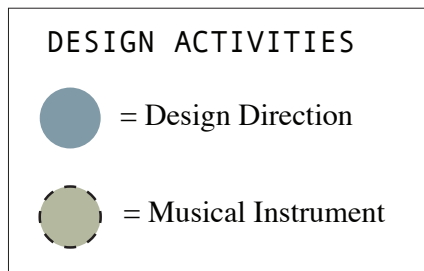 DESIGN ACTIVITIES
= Design Direction
= Musical Instrument